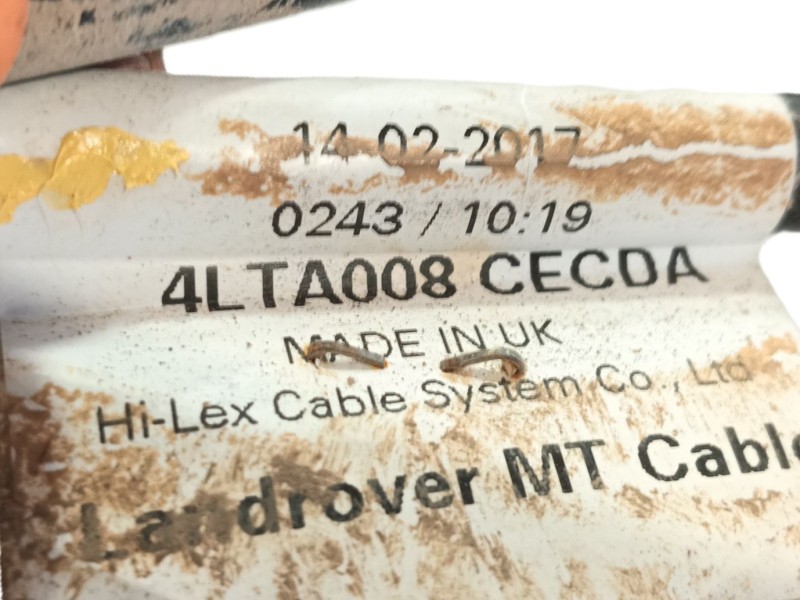 14-02-2017
0243 / 10:19
4LTA008 CECDA
MADE IN UK
Hi-Lex Cable System Co., Ltd
Landrover MT Cable